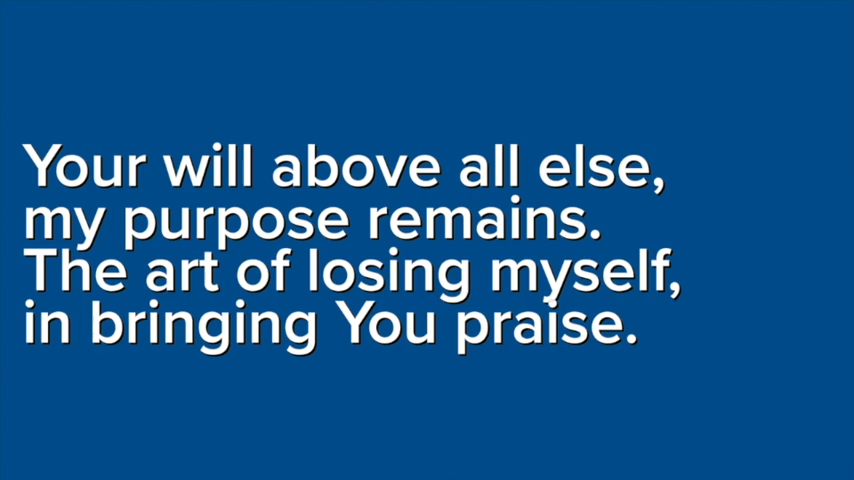 Your will above all else,
my purpose remains.
The art of losing myself,
in bringing You praise.